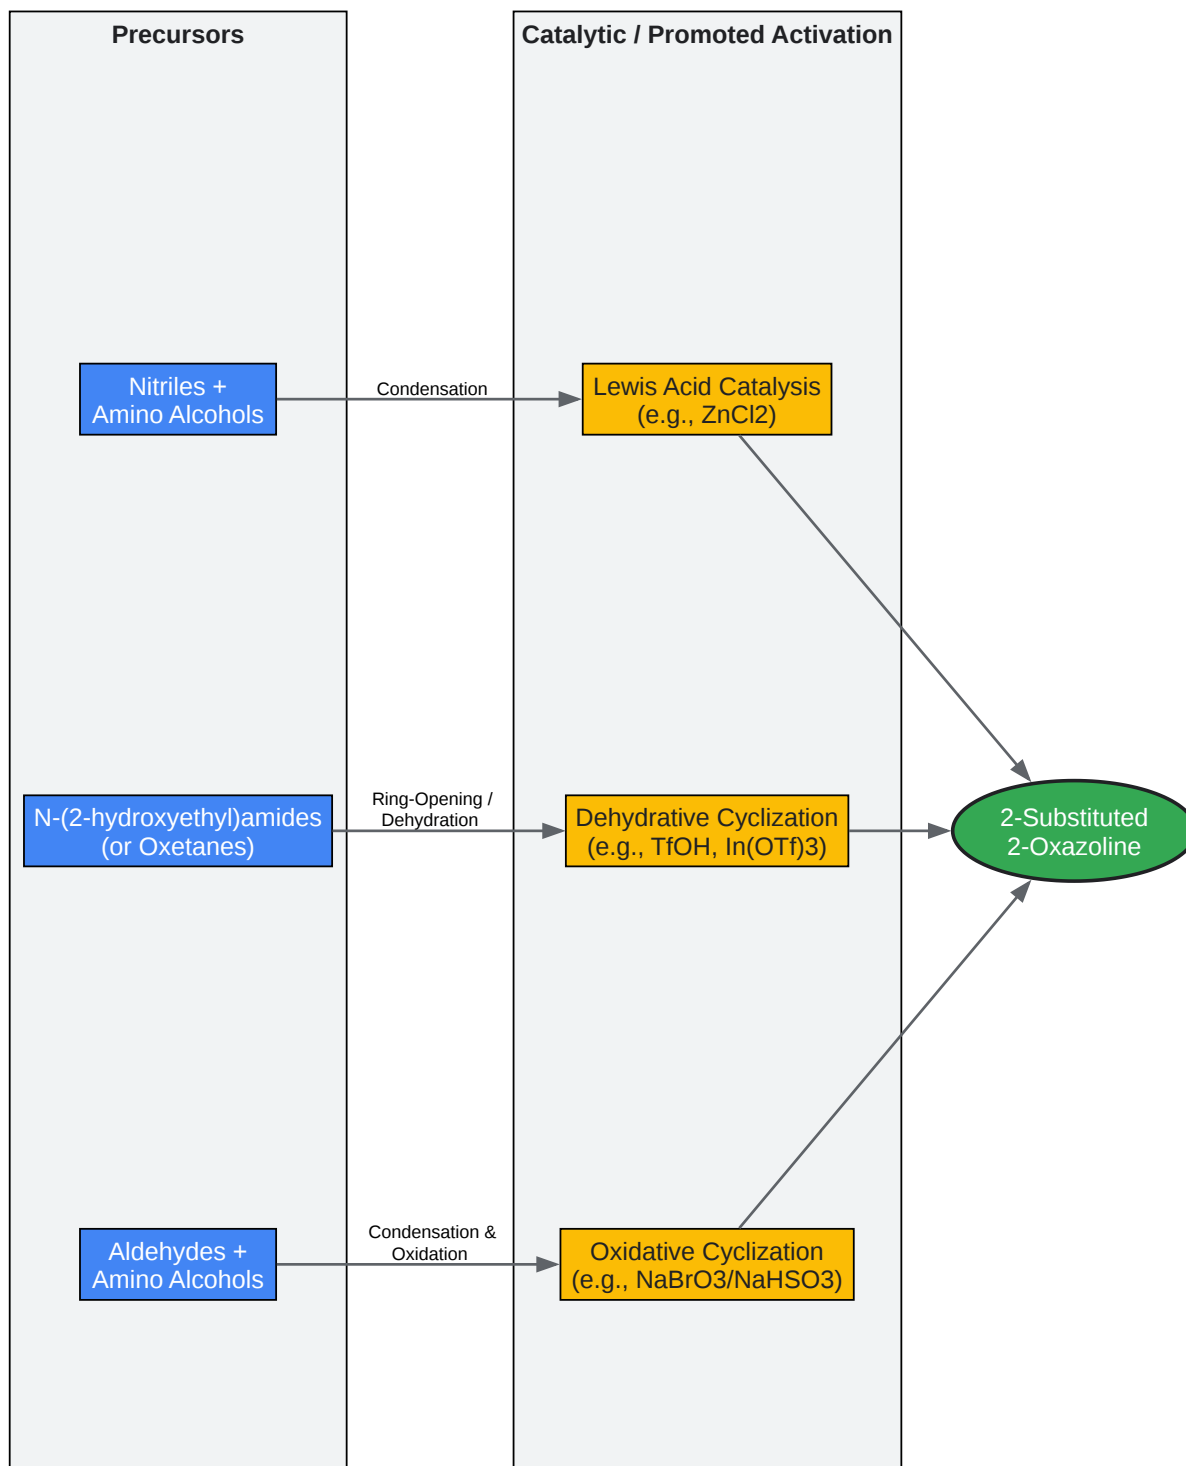 Precursors
Catalytic / Promoted Activation
Nitriles +
Amino Alcohols
Condensation
Lewis Acid Catalysis
(e.g., ZnCl2)
N-(2-hydroxyethyl)amides
(or Oxetanes)
Ring-Opening /
Dehydration
Dehydrative Cyclization
(e.g., TfOH, In(OTf)3)
2-Substituted
2-Oxazoline
Aldehydes +
Amino Alcohols
Condensation &
Oxidation
Oxidative Cyclization
(e.g., NaBrO3/NaHSO3)